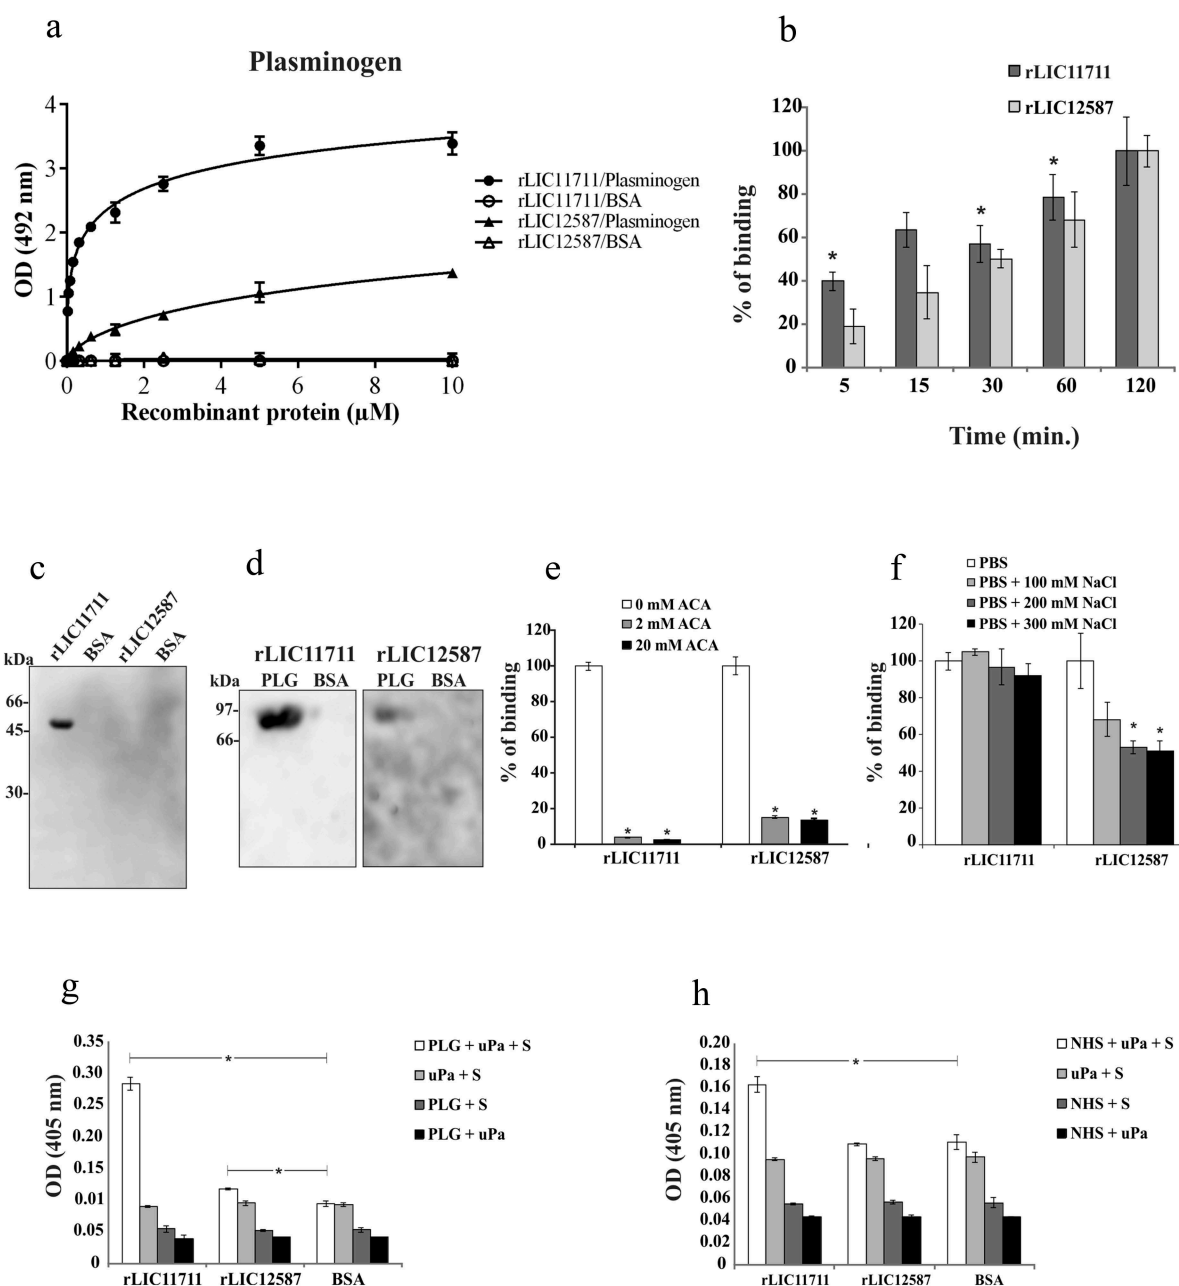 a
Plasminogen
4
3
2
1
0
OD (492 nm)
0 2 4 6 8 10
Recombinant protein (µM)
rLIC11711/Plasminogen
rLIC11711/BSA
rLIC12587/Plasminogen
rLIC12587/BSA
b
rLIC11711
rLIC12587
120
100
80
60
40
20
0
% of binding
* * *
5 15 30 60 120
Time (min.)
c
kDa
rLIC11711
BSA
rLIC12587
BSA
66-
45-
30-
d
rLIC11711 rLIC12587
kDa PLG BSA PLG BSA
97-
66-
e
0 mM ACA
2 mM ACA
20 mM ACA
120
100
80
60
40
20
0
% of binding
* * * *
rLIC11711 rLIC12587
f
PBS
PBS + 100 mM NaCl
PBS + 200 mM NaCl
PBS + 300 mM NaCl
120
100
80
60
40
20
0
% of binding
* *
rLIC11711 rLIC12587
g
0.35
0.30
0.25
0.20
0.15
0.01
0.05
0
OD (405 nm)
*
*
PLG + uPa + S
uPa + S
PLG + S
PLG + uPa
rLIC11711 rLIC12587 BSA
h
0.20
0.18
0.16
0.14
0.12
0.10
0.08
0.06
0.04
0.02
0
OD (405 nm)
*
NHS + uPa + S
uPa + S
NHS + S
NHS + uPa
rLIC11711 rLIC12587 BSA